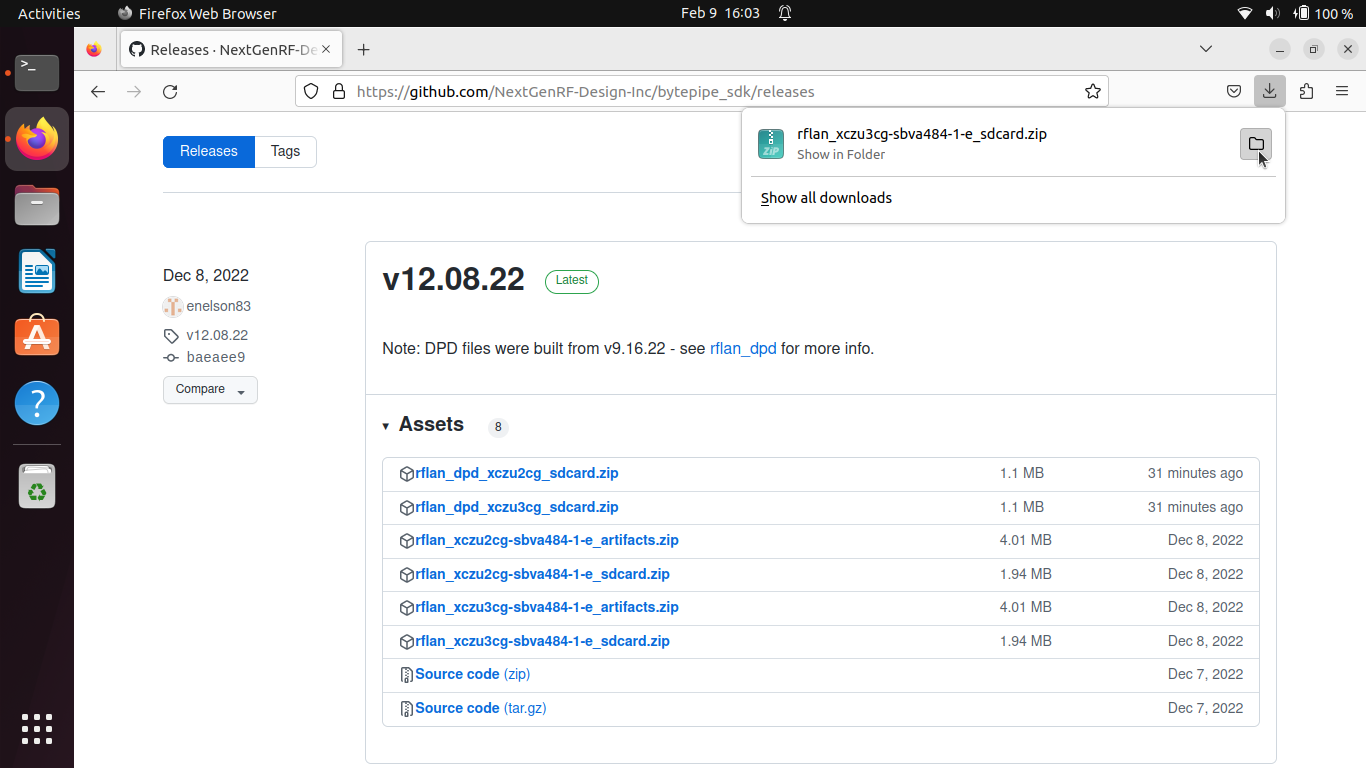 Activities
Firefox Web Browser
Feb 9 16:03
100 %
Releases · NextGenRF-De
https://github.com/NextGenRF-Design-Inc/bytepipe_sdk/releases
rflan_xczu3cg-sbva484-1-e_sdcard.zip
Show in Folder
ZIP
Show all downloads
Releases
Tags
Dec 8, 2022
enelson83
v12.08.22
baeaee9
Compare
v12.08.22
Latest
Note: DPD files were built from v9.16.22 - see rflan_dpd for more info.
Assets 8
rflan_dpd_xczu2cg_sdcard.zip 1.1 MB 31 minutes ago
rflan_dpd_xczu3cg_sdcard.zip 1.1 MB 31 minutes ago
rflan_xczu2cg-sbva484-1-e_artifacts.zip 4.01 MB Dec 8, 2022
rflan_xczu2cg-sbva484-1-e_sdcard.zip 1.94 MB Dec 8, 2022
rflan_xczu3cg-sbva484-1-e_artifacts.zip 4.01 MB Dec 8, 2022
rflan_xczu3cg-sbva484-1-e_sdcard.zip 1.94 MB Dec 8, 2022
Source code (zip) Dec 7, 2022
Source code (tar.gz) Dec 7, 2022